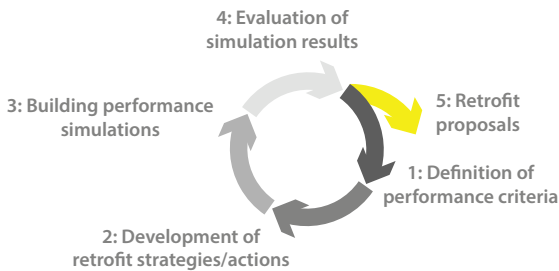 4: Evaluation of
simulation results
3: Building performance
simulations
5: Retrofit
proposals
1: Definition of
performance criteria
2: Development of
retrofit strategies/actions